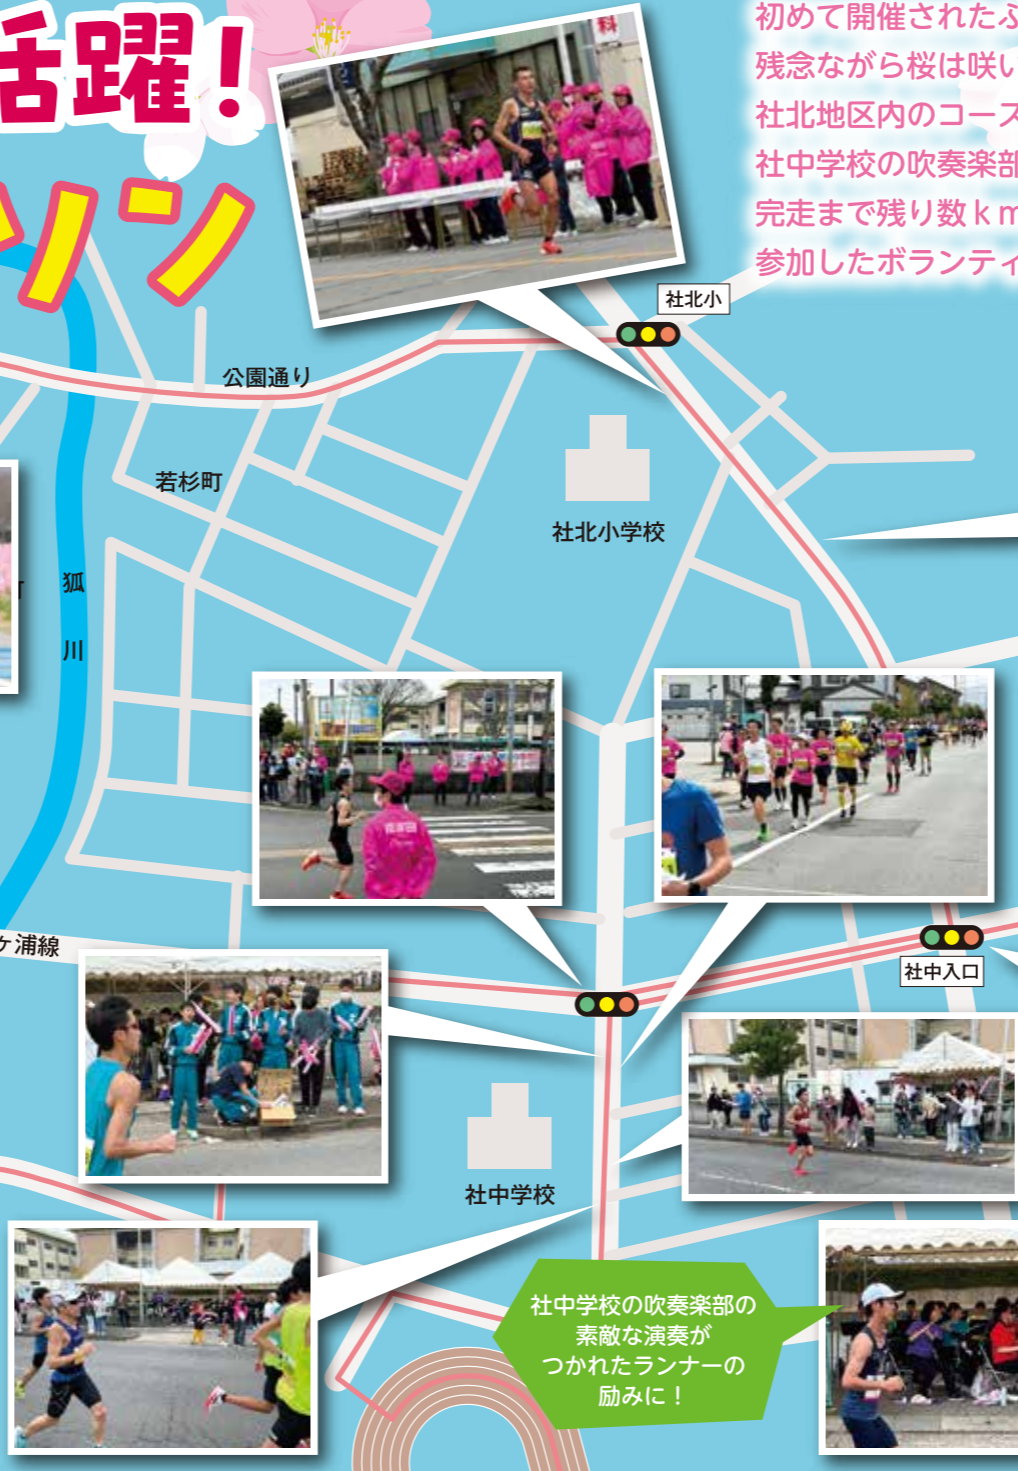 活躍！
ソン
初めて開催されたふ
残念ながら桜は咲い
社北地区内のコース
社中学校の吹奏楽部
完走まで残り数ｋｍ
参加したボランティ
科
社北小
公園通り
若杉町
社北小学校
狐川
ケ浦線
社中入口
社中学校
社中学校の吹奏楽部の
素敵な演奏が
つかれたランナーの
励みに！